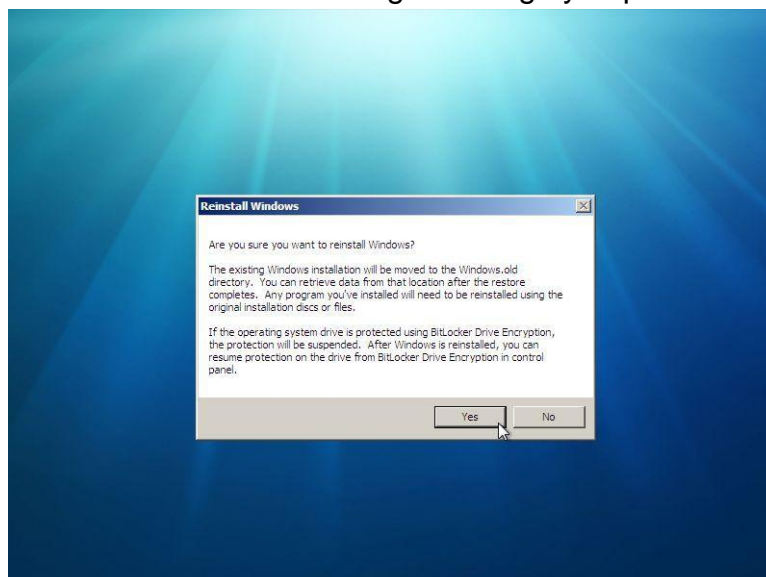 Reinstall Windows
Are you sure you want to reinstall Windows?
The existing Windows installation will be moved to the Windows.old
directory. You can retrieve data from that location after the restore
completes. Any program you've installed will need to be reinstalled using the
original installation discs or files.
If the operating system drive is protected using BitLocker Drive Encryption,
the protection will be suspended. After Windows is reinstalled, you can
resume protection on the drive from BitLocker Drive Encryption in control
panel.
Yes No